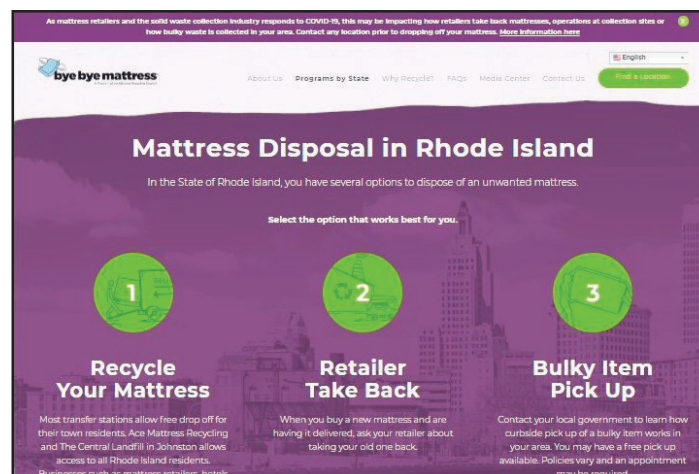 As mattress retailers and the solid waste collection industry responds to COVID-19, this may be impacting how retailers take back mattresses, operations at collection sites or
how bulky waste is collected in your area. Contact any location prior to dropping off your mattress. More information here
English
bye bye mattress
About Us Programs by State Why Recycle? FAQs Media Center Contact Us Find a Location
Mattress Disposal in Rhode Island
In the State of Rhode Island, you have several options to dispose of an unwanted mattress.
Select the option that works best for you.
1 2 3
Recycle
Your Mattress
Most transfer stations allow free drop off for
their town residents. Ace Mattress Recycling
and The Central Landfill in Johnston allows
access to all Rhode Island residents.
Businesses such as mattress retailers, hotels
Retailer
Take Back
When you buy a new mattress and are
having it delivered, ask your retailer about
taking your old one back.
Bulky Item
Pick Up
Contact your local government to learn how
curbside pick up of a bulky item works in
your area. You may have a free pick up
available. Policies vary and an appointment
may be required.